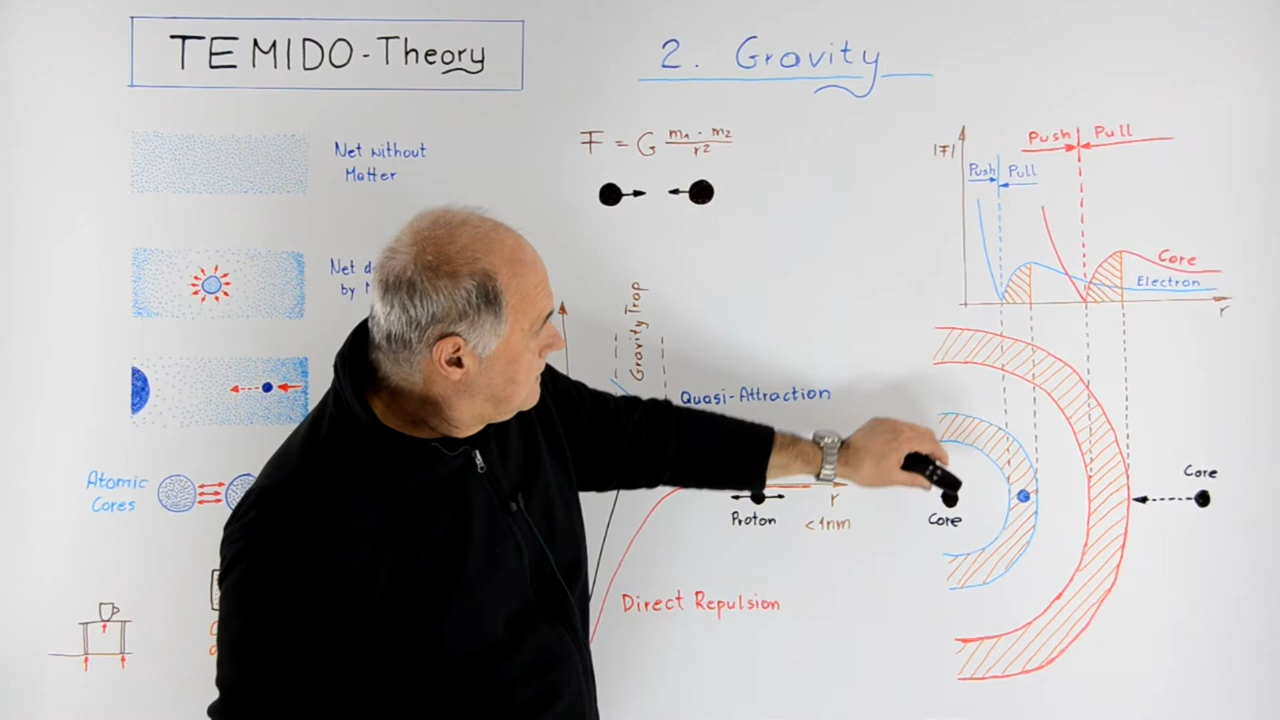 TEMIDO-Theory
2. Gravity
Net without
Matter
F = G m₁ · m₂ / r²
Net
by
Atomic
Cores
Gravity Trap
Quasi-Attraction
r
Proton
<1nm
Direct Repulsion
|F|
Push Pull
Push Pull
Core
Electron
r
Core
Core